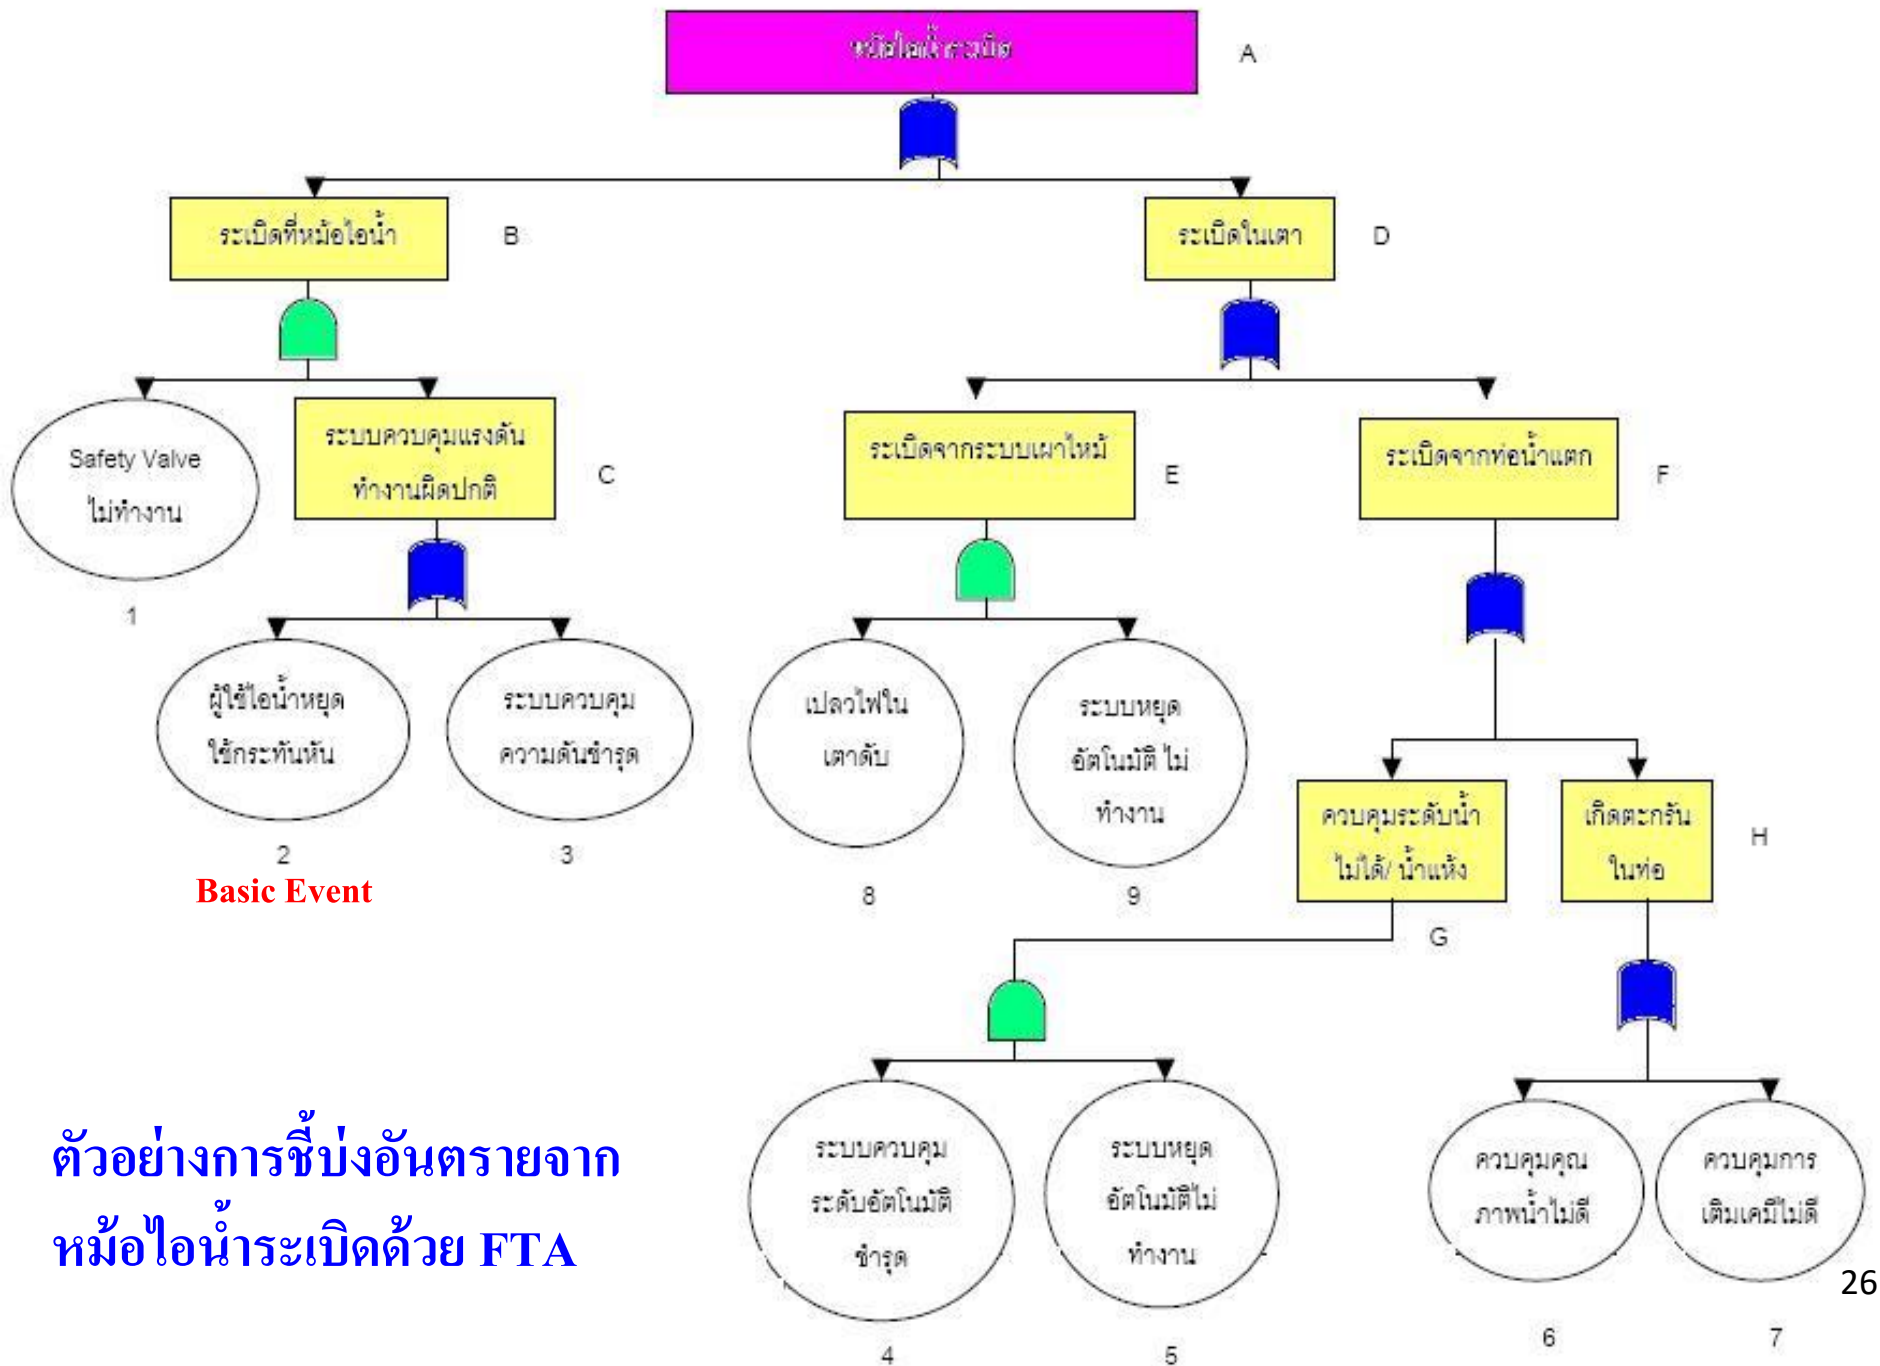 หม้อไอน้ำระเบิด
A
ระเบิดที่หม้อไอน้ำ
B
ระเบิดในเตา
D
Safety Valve
ไม่ทำงาน
1
ระบบควบคุมแรงดัน
ทำงานผิดปกติ
C
ระเบิดจากระบบเผาไหม้
E
ระเบิดจากท่อน้ำแตก
F
ผู้ใช้ไอน้ำหยุด
ใช้กระทันหัน
2
Basic Event
ระบบควบคุม
ความดันชำรุด
3
เปลวไฟใน
เตาดับ
8
ระบบหยุด
อัตโนมัติ ไม่
ทำงาน
9
ควบคุมระดับน้ำ
ไม่ได้/ น้ำแห้ง
G
เกิดตะกรัน
ในท่อ
H
ระบบควบคุม
ระดับอัตโนมัติ
ชำรุด
4
ระบบหยุด
อัตโนมัติไม่
ทำงาน
5
ควบคุมคุณ
ภาพน้ำไม่ดี
6
ควบคุมการ
เติมเคมีไม่ดี
7
ตัวอย่างการชี้บ่งอันตรายจาก
หม้อไอน้ำระเบิดด้วย FTA
26